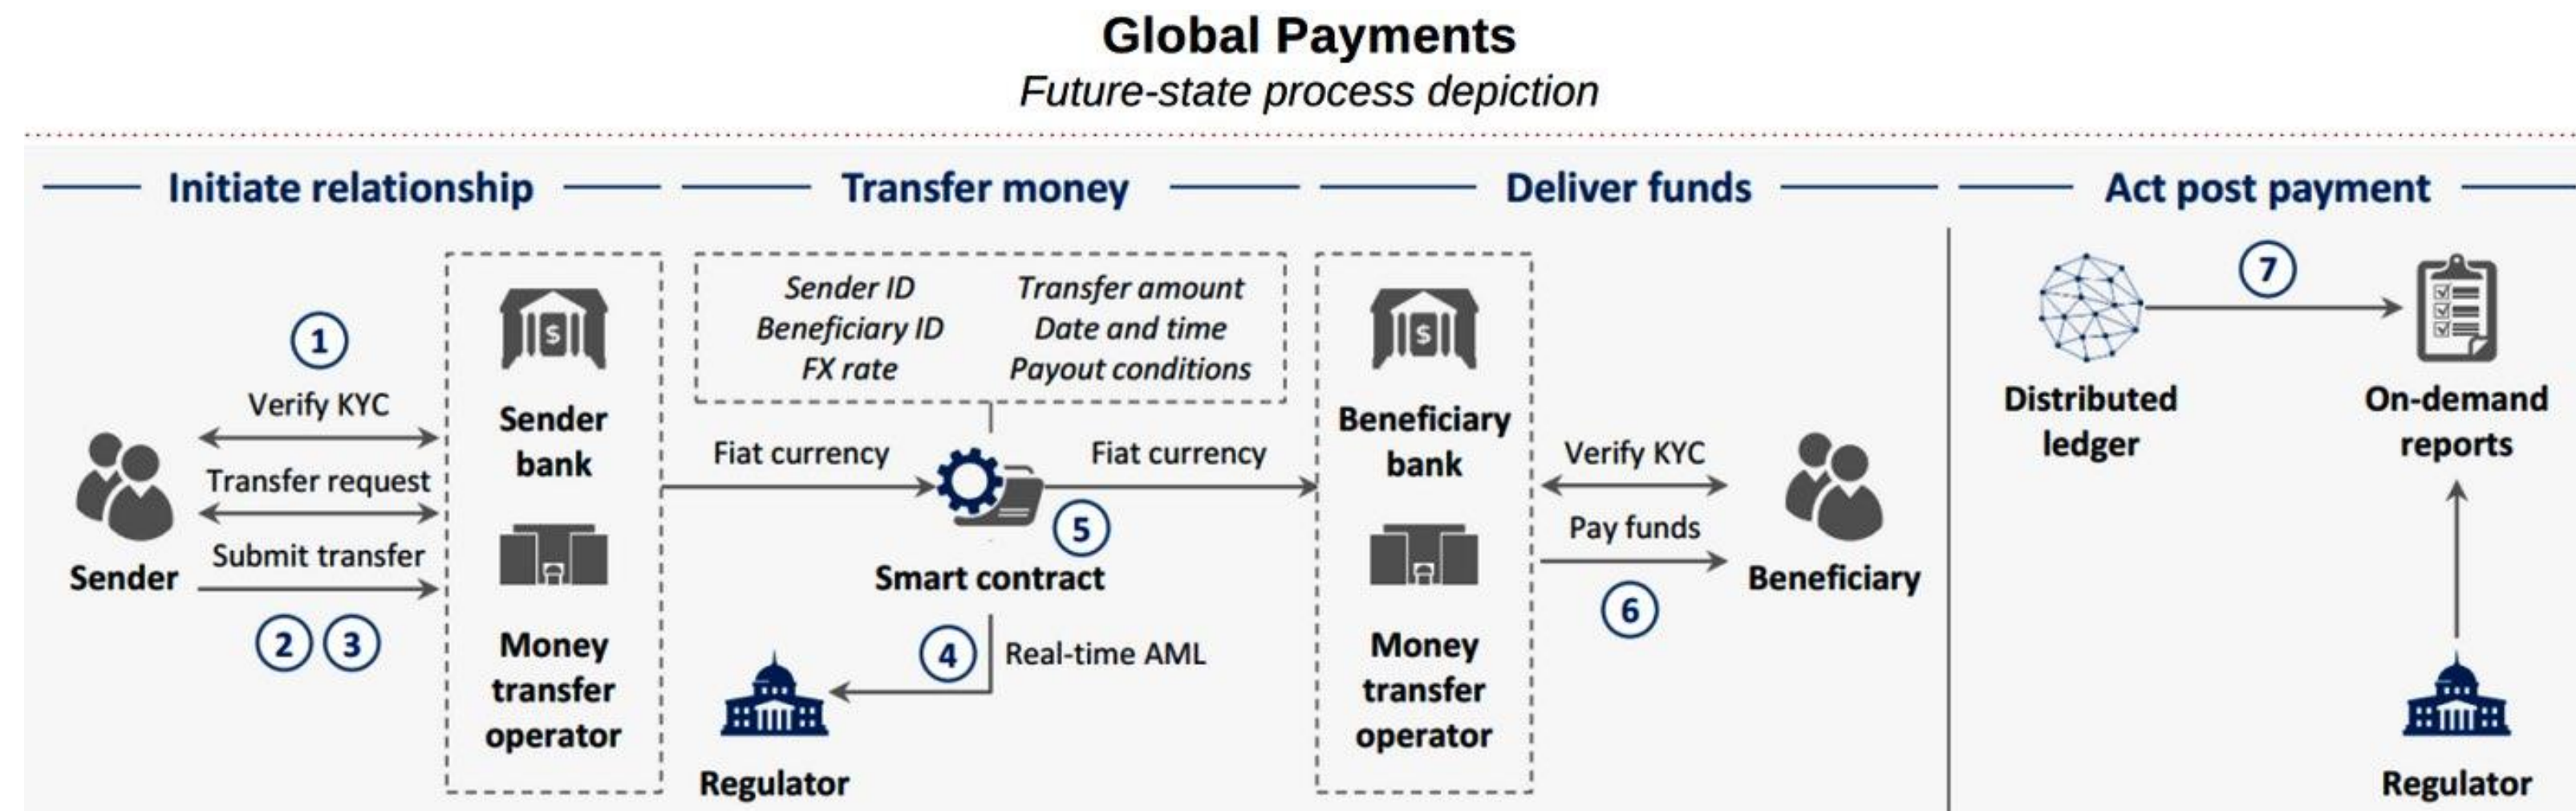 Global Payments
Future-state process depiction
Initiate relationship
Transfer money
Deliver funds
Act post payment
1
Verify KYC
Transfer request
Submit transfer
2 3
Sender
$
Sender
bank
Money
transfer
operator
Sender ID
Beneficiary ID
FX rate
Transfer amount
Date and time
Payout conditions
Fiat currency
Fiat currency
5
Smart contract
4
Real-time AML
Regulator
$
Beneficiary
bank
Money
transfer
operator
Verify KYC
Pay funds
6
Beneficiary
7
Distributed
ledger
On-demand
reports
Regulator